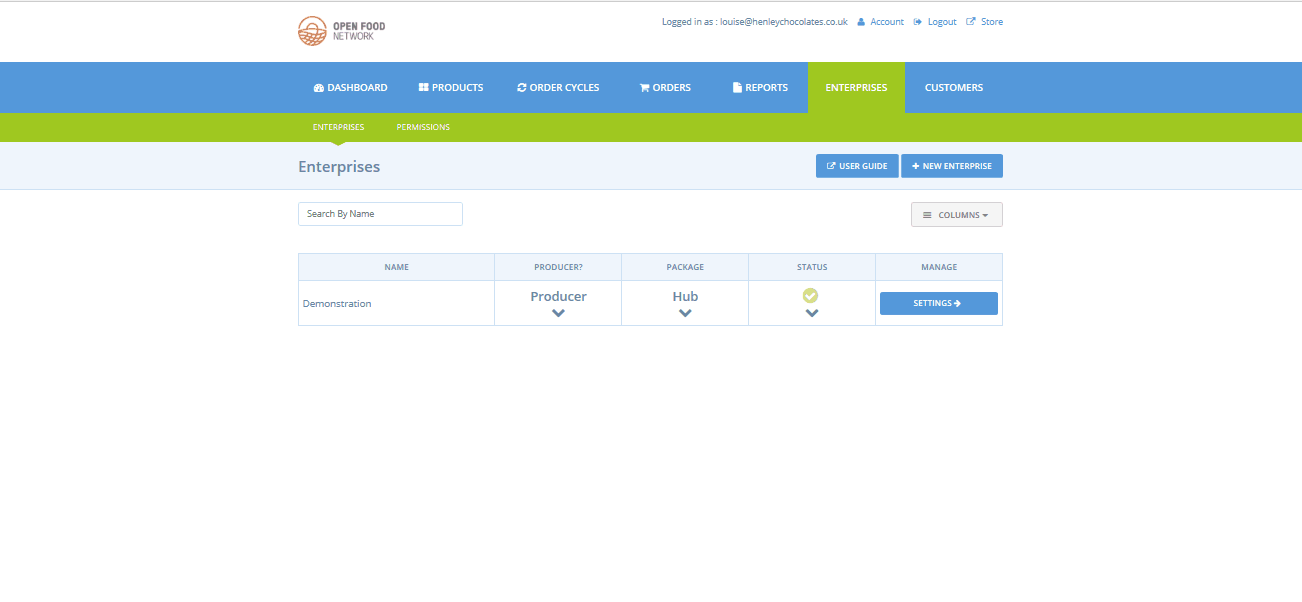 OPEN FOOD
NETWORK
Logged in as : louise@henleychocolates.co.uk Account Logout Store
DASHBOARD PRODUCTS ORDER CYCLES ORDERS REPORTS ENTERPRISES CUSTOMERS
ENTERPRISES PERMISSIONS
Enterprises USER GUIDE NEW ENTERPRISE
Search By Name COLUMNS
NAME PRODUCER? PACKAGE STATUS MANAGE
Demonstration Producer Hub SETTINGS